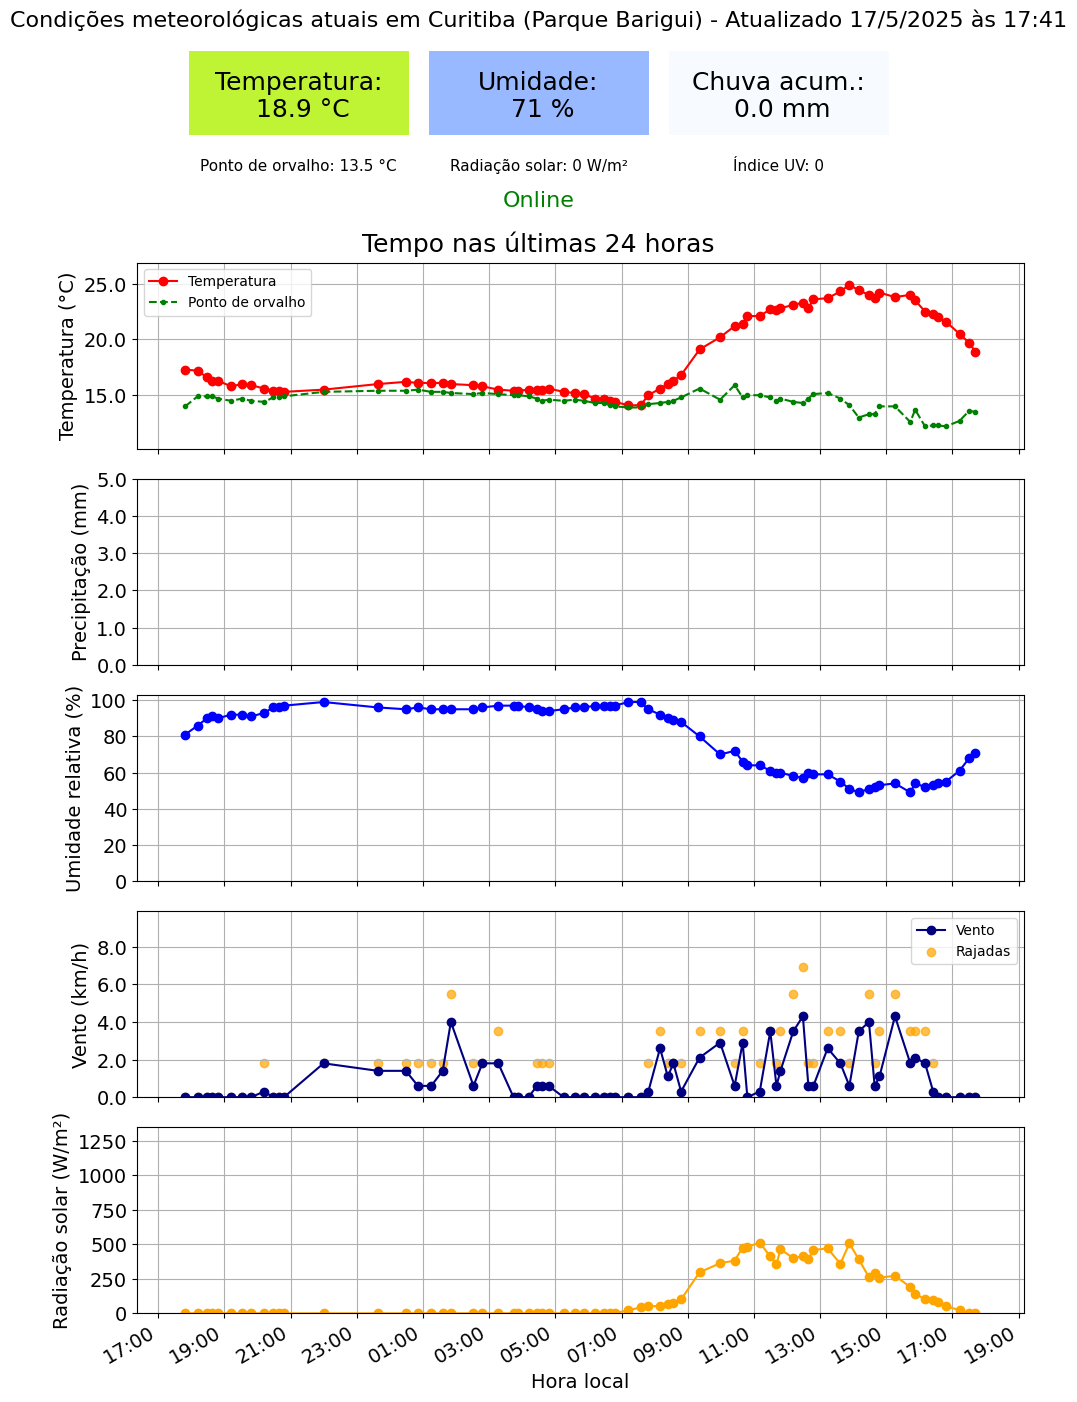 Condições meteorológicas atuais em Curitiba (Parque Barigui) - Atualizado 17/5/2025 às 17:41
Temperatura:
18.9 °C
Umidade:
71 %
Chuva acum.:
0.0 mm
Ponto de orvalho: 13.5 °C
Radiação solar: 0 W/m²
Índice UV: 0
Online
Tempo nas últimas 24 horas
Temperatura (°C)
25.0
20.0
15.0
Temperatura
Ponto de orvalho
Precipitação (mm)
5.0
4.0
3.0
2.0
1.0
0.0
Umidade relativa (%)
100
80
60
40
20
0
Vento (km/h)
8.0
6.0
4.0
2.0
0.0
Vento
Rajadas
Radiação solar (W/m²)
1250
1000
750
500
250
0
17:00
19:00
21:00
23:00
01:00
03:00
05:00
07:00
09:00
11:00
13:00
15:00
17:00
19:00
Hora local